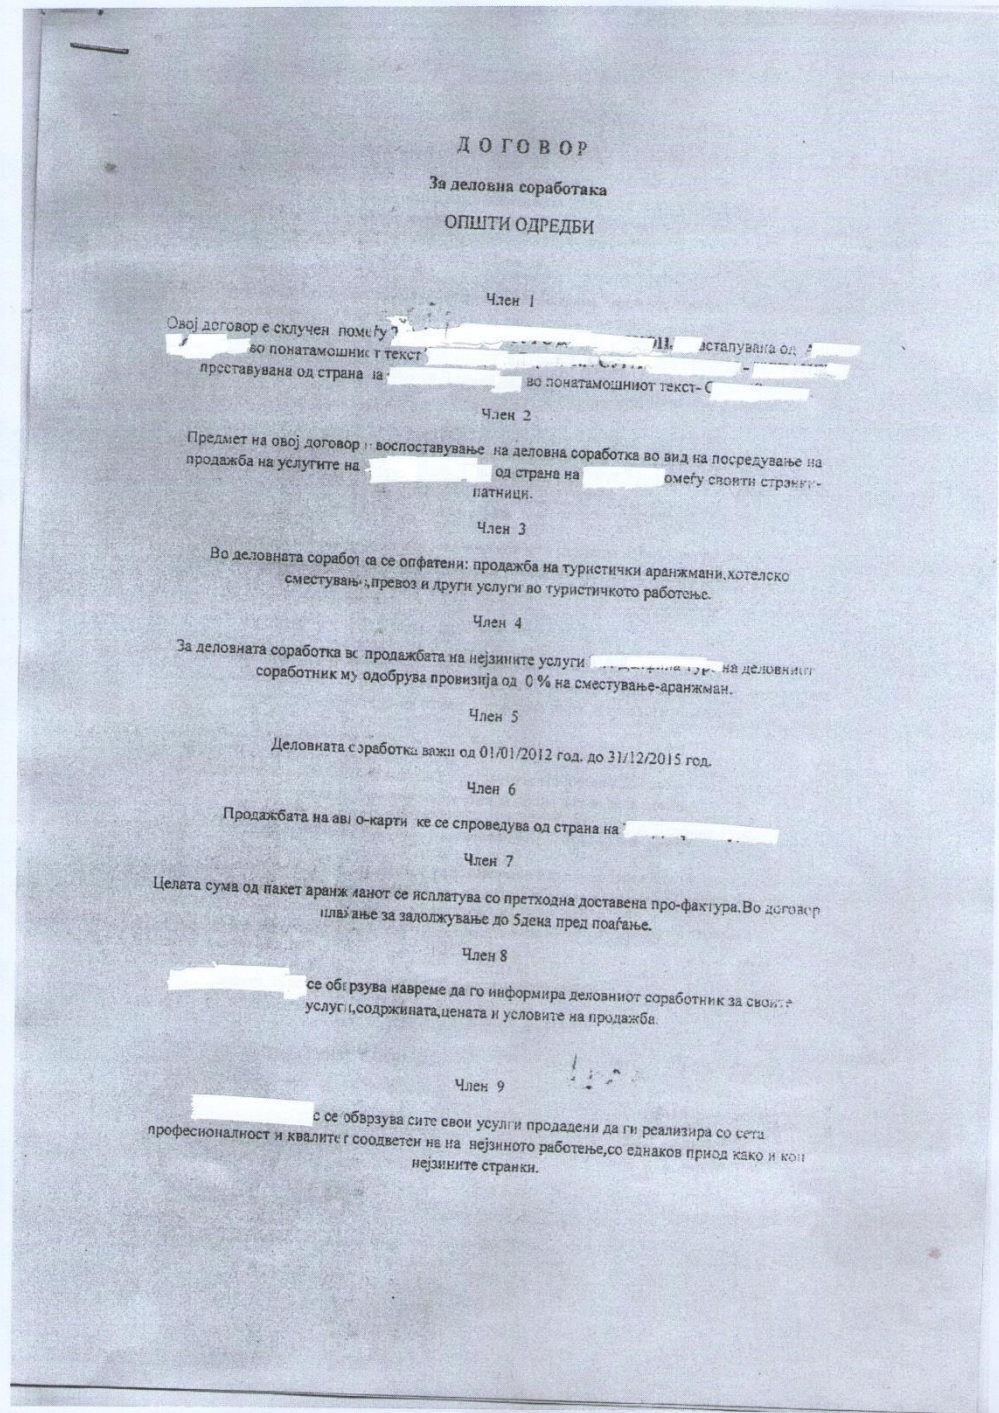 Д О Г О В О Р
За деловна соработака
ОПШТИ ОДРЕДБИ
Член 1
Овој договор е склучен помеѓу
во понатамошниот текст
преставувана од страна на во понатамошниот текст-
Член 2
Предмет на овој договор воспоставување на деловна соработка во вид на посредување на
продажба на услугите на од страна на помеѓу своити странки-
патници.
Член 3
Во деловната соработка се опфатени: продажба на туристички аранжмани,хотелско
сместување,превоз и други услуги во туристичкото работење.
Член 4
За деловната соработка во продажбата на нејзините услуги на деловниот
соработник му одобрува провизија од 0 % на сместување-аранжман.
Член 5
Деловната соработка важи од 01/01/2012 год. до 31/12/2015 год.
Член 6
Продажбата на авио-карти ке се спроведува од страна на
Член 7
Целата сума од пакет аранжманот се исплатува со претходна доставена про-фактура.Во договор
плаќање за задолжување до 5дена пред поаѓање.
Член 8
се обврзува навреме да го информира деловниот соработник за своите
услуги,содржината,цената и условите на продажба.
Член 9
се обврзува сите свои усулги продадени да ги реализира со сета
професионалност и квалитет соодветен на на нејзиното работење,со еднаков приод како и кон
нејзините странки.